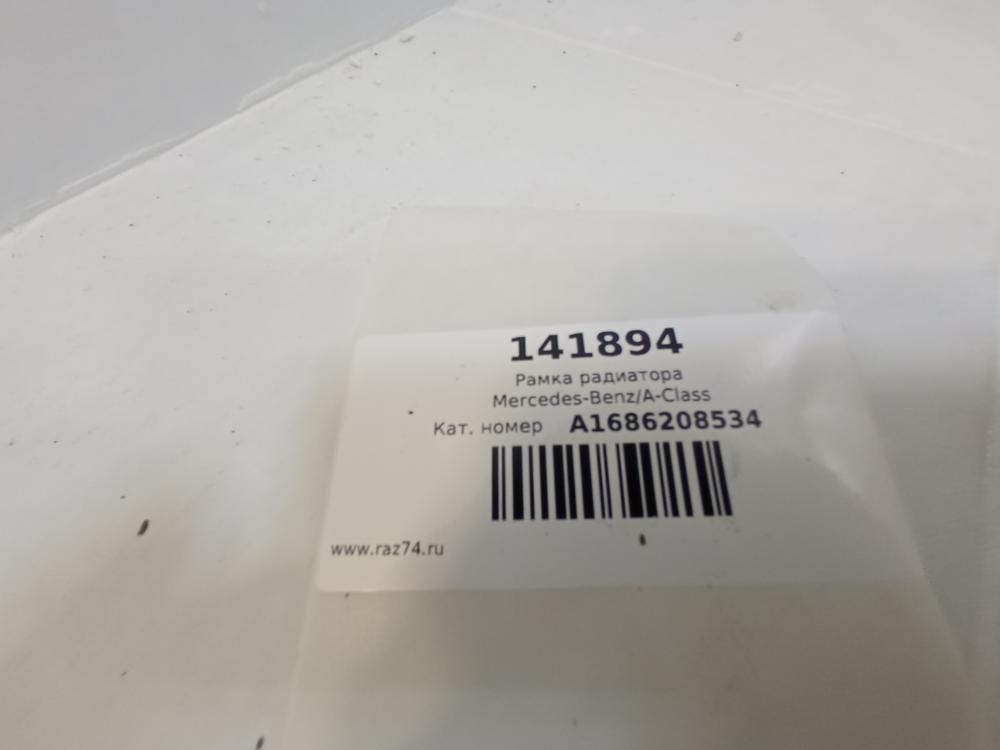 141894
Рамка радиатора
Mercedes-Benz/A-Class
Кат. номер A1686208534
www.raz74.ru